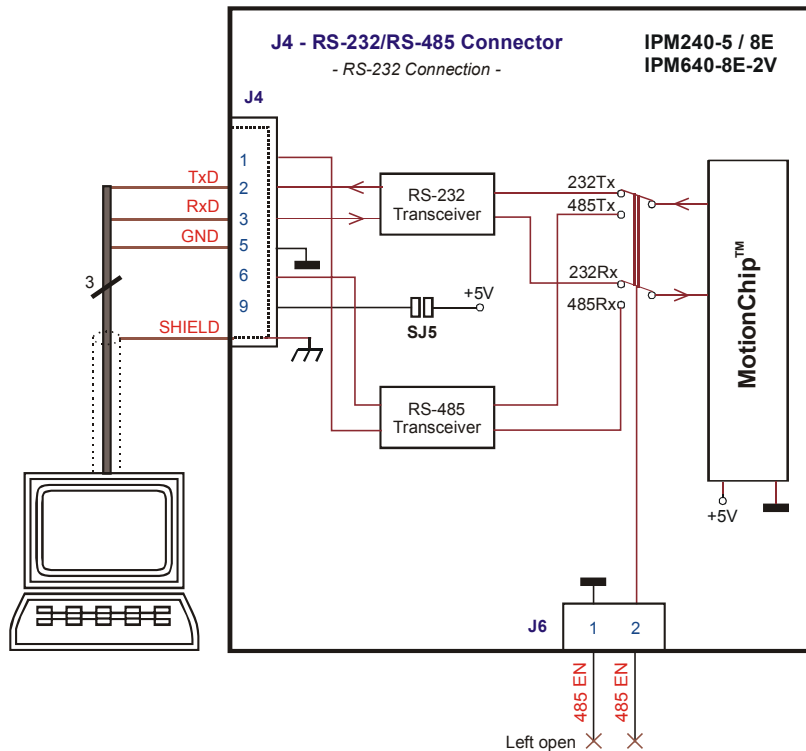 J4 - RS-232/RS-485 Connector
- RS-232 Connection -
IPM240-5 / 8E
IPM640-8E-2V
J4
1
2
3
5
6
9
TxD
RxD
GND
3
SHIELD
RS-232
Transceiver
232Tx
485Tx
232Rx
485Rx
+5V
SJ5
RS-485
Transceiver
MotionChip™
+5V
J6
1
2
485 EN
485 EN
Left open